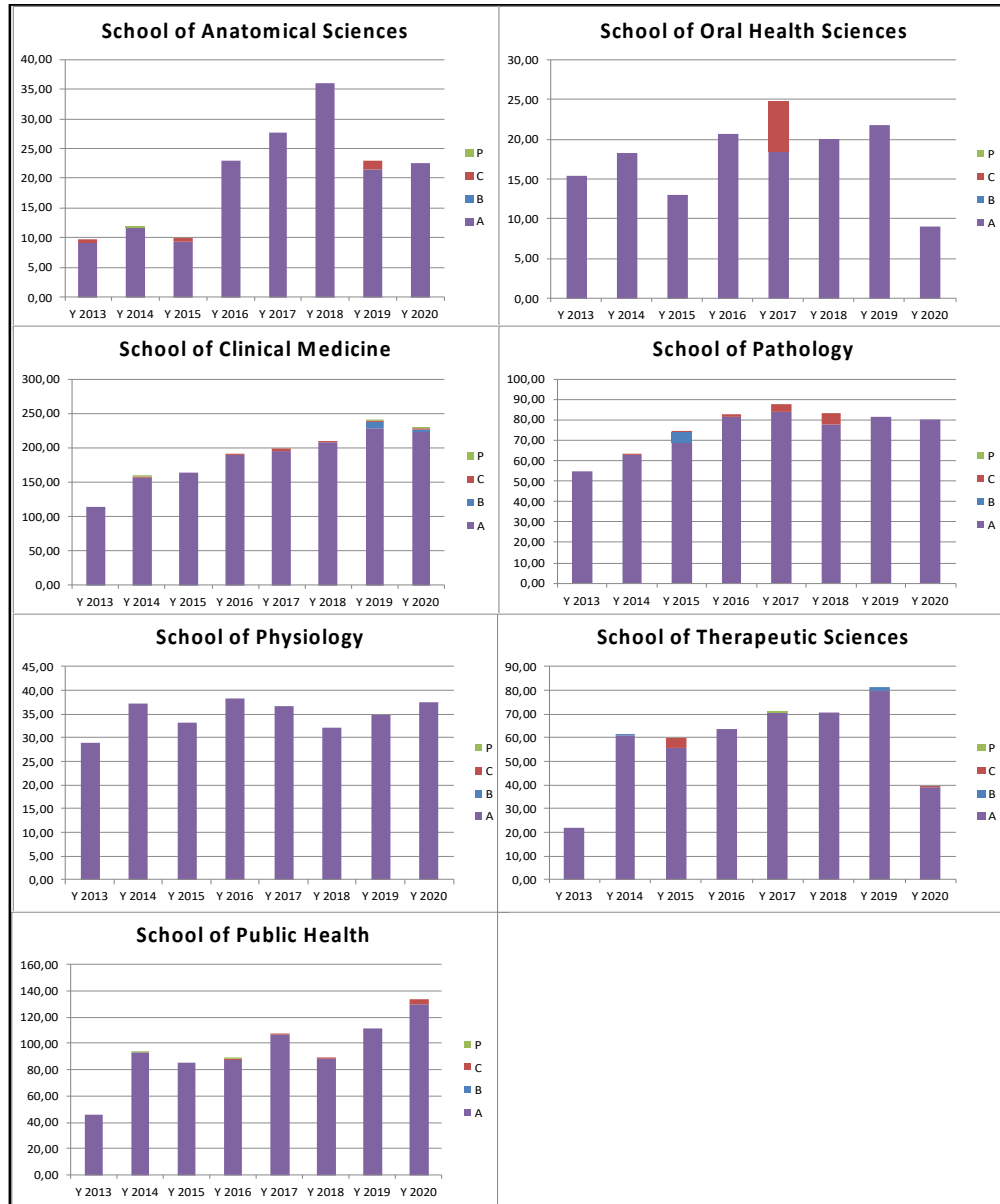 School of Anatomical Sciences
40,00
35,00
30,00
25,00
20,00
15,00
10,00
5,00
0,00
Y 2013 Y 2014 Y 2015 Y 2016 Y 2017 Y 2018 Y 2019 Y 2020
P
C
B
A
School of Oral Health Sciences
30,00
25,00
20,00
15,00
10,00
5,00
0,00
Y 2013 Y 2014 Y 2015 Y 2016 Y 2017 Y 2018 Y 2019 Y 2020
P
C
B
A
School of Clinical Medicine
300,00
250,00
200,00
150,00
100,00
50,00
0,00
Y 2013 Y 2014 Y 2015 Y 2016 Y 2017 Y 2018 Y 2019 Y 2020
P
C
B
A
School of Pathology
100,00
90,00
80,00
70,00
60,00
50,00
40,00
30,00
20,00
10,00
0,00
Y 2013 Y 2014 Y 2015 Y 2016 Y 2017 Y 2018 Y 2019 Y 2020
P
C
B
A
School of Physiology
45,00
40,00
35,00
30,00
25,00
20,00
15,00
10,00
5,00
0,00
Y 2013 Y 2014 Y 2015 Y 2016 Y 2017 Y 2018 Y 2019 Y 2020
P
C
B
A
School of Therapeutic Sciences
90,00
80,00
70,00
60,00
50,00
40,00
30,00
20,00
10,00
0,00
Y 2013 Y 2014 Y 2015 Y 2016 Y 2017 Y 2018 Y 2019 Y 2020
P
C
B
A
School of Public Health
160,00
140,00
120,00
100,00
80,00
60,00
40,00
20,00
0,00
Y 2013 Y 2014 Y 2015 Y 2016 Y 2017 Y 2018 Y 2019 Y 2020
P
C
B
A